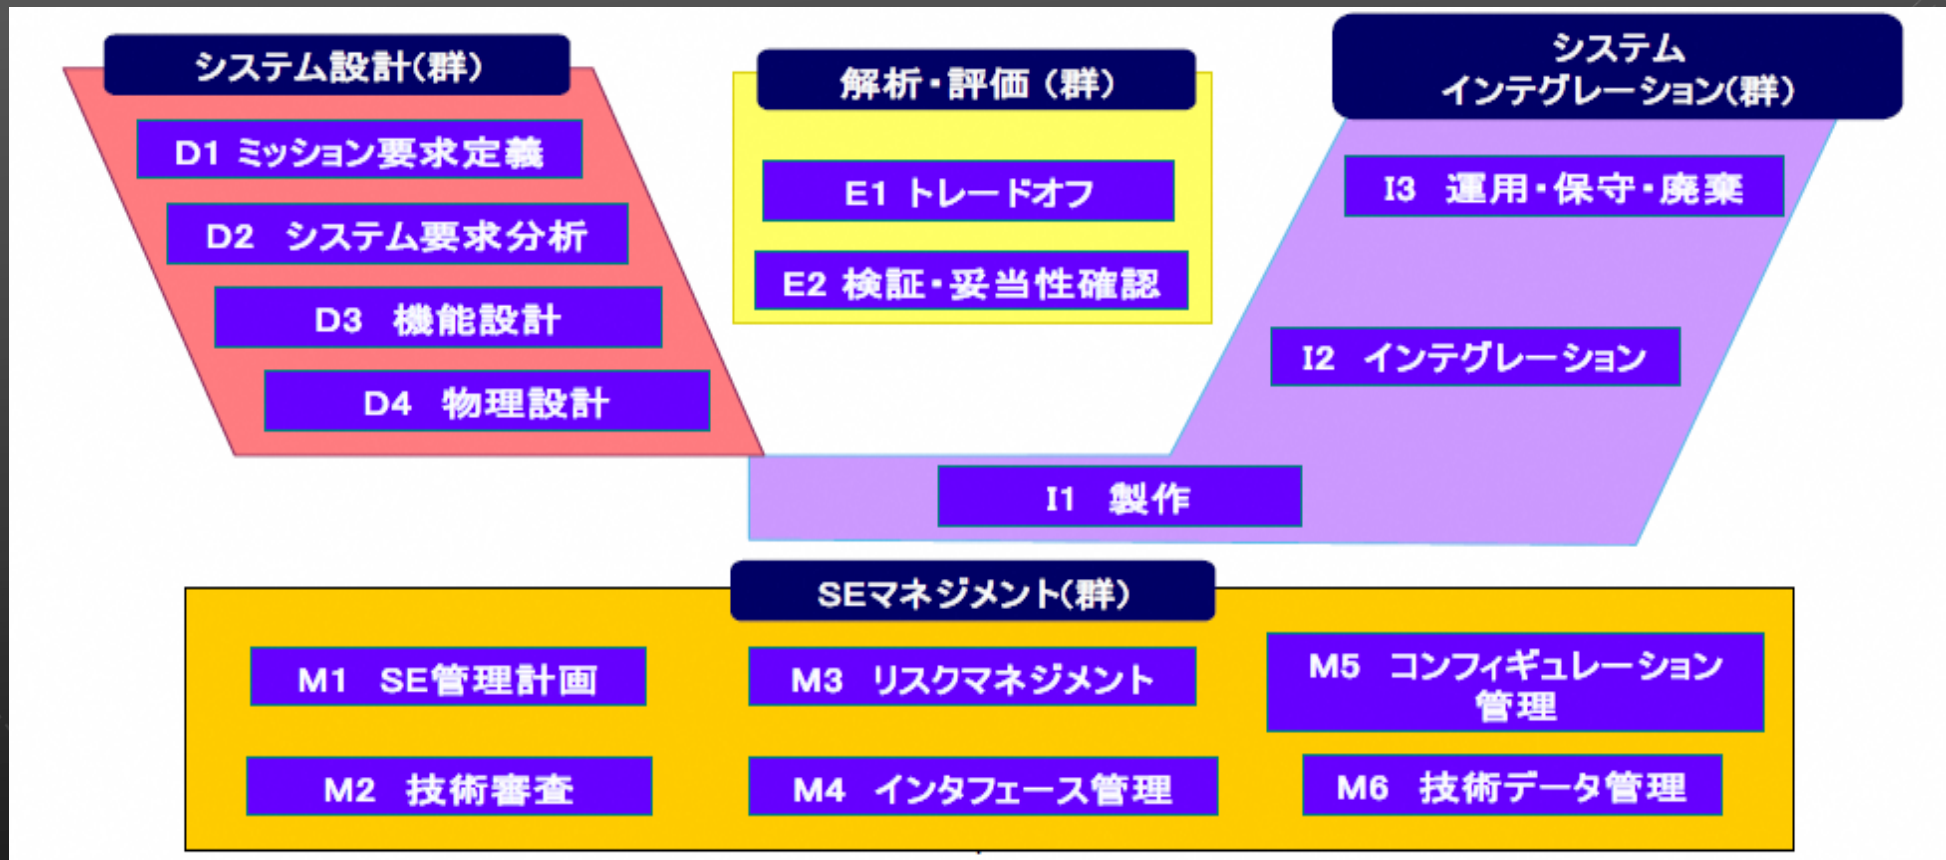 システム設計(群)
D1 ミッション要求定義
D2 システム要求分析
D3 機能設計
D4 物理設計
解析・評価 (群)
E1 トレードオフ
E2 検証・妥当性確認
システム
インテグレーション(群)
I3 運用・保守・廃棄
I2 インテグレーション
I1 製作
SEマネジメント(群)
M1 SE管理計画
M2 技術審査
M3 リスクマネジメント
M4 インタフェース管理
M5 コンフィギュレーション
管理
M6 技術データ管理